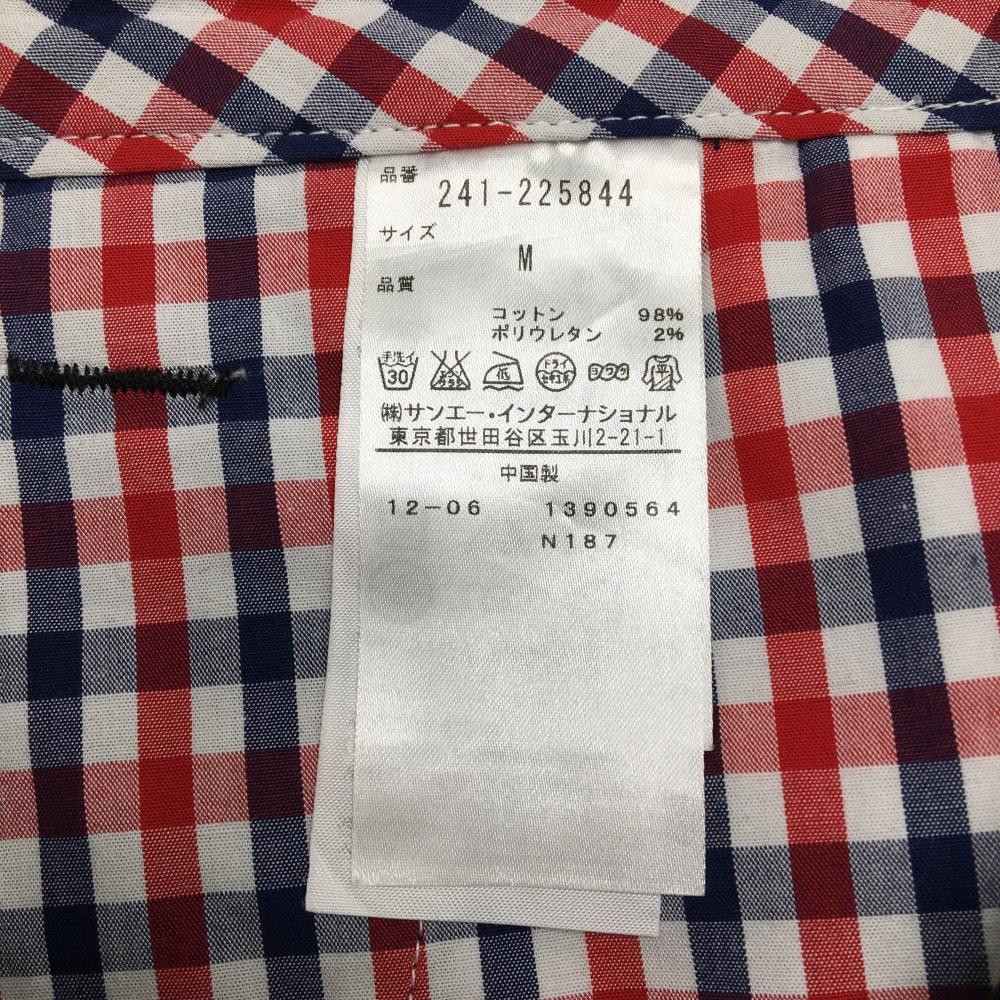 品番
241-225844
サイズ
M
品質
コットン 98%
ポリウレタン 2%
手洗イ 30 低 ドライ 平
㈱サンエー・インターナショナル
東京都世田谷区玉川2-21-1
中国製
12-06 1390564
N187